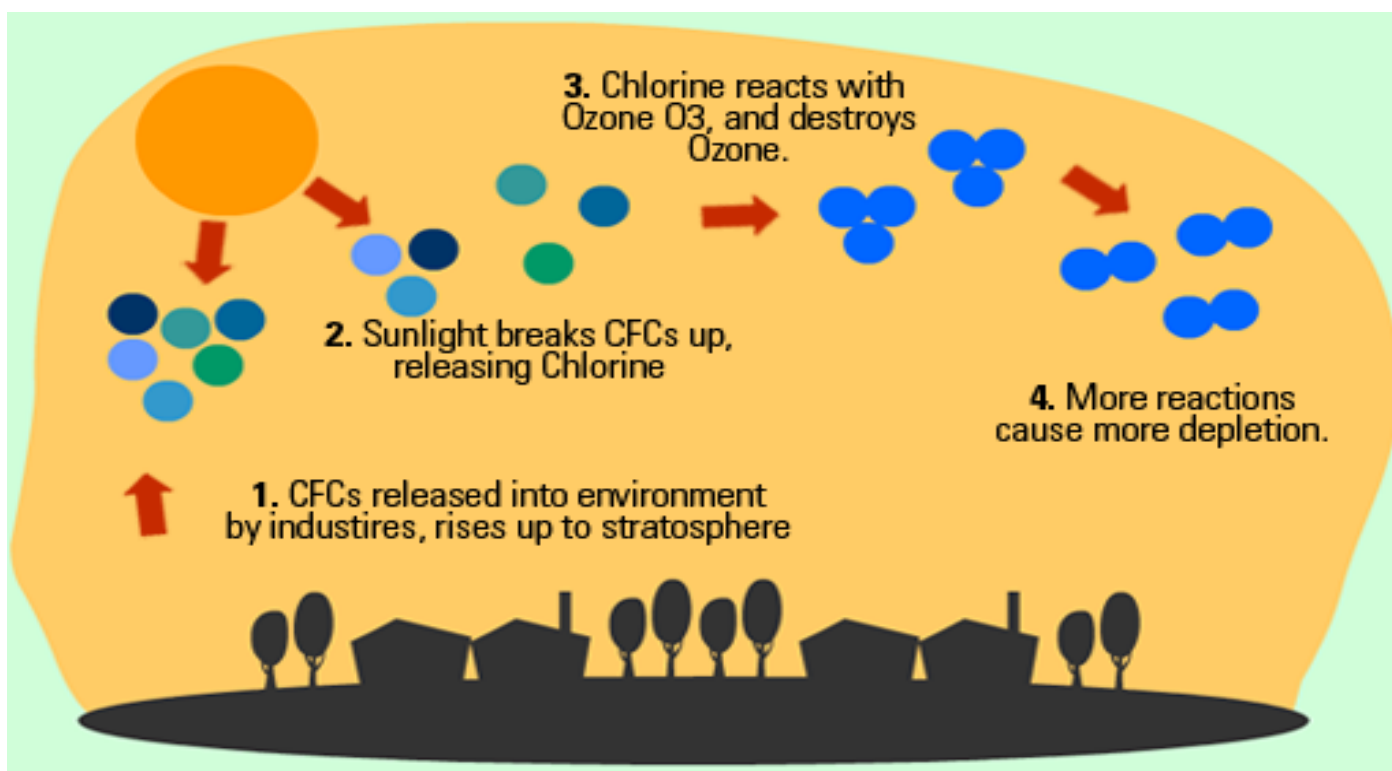 3. Chlorine reacts with
Ozone O3, and destroys
Ozone.
2. Sunlight breaks CFCs up,
releasing Chlorine
4. More reactions
cause more depletion.
1. CFCs released into environment
by industires, rises up to stratosphere